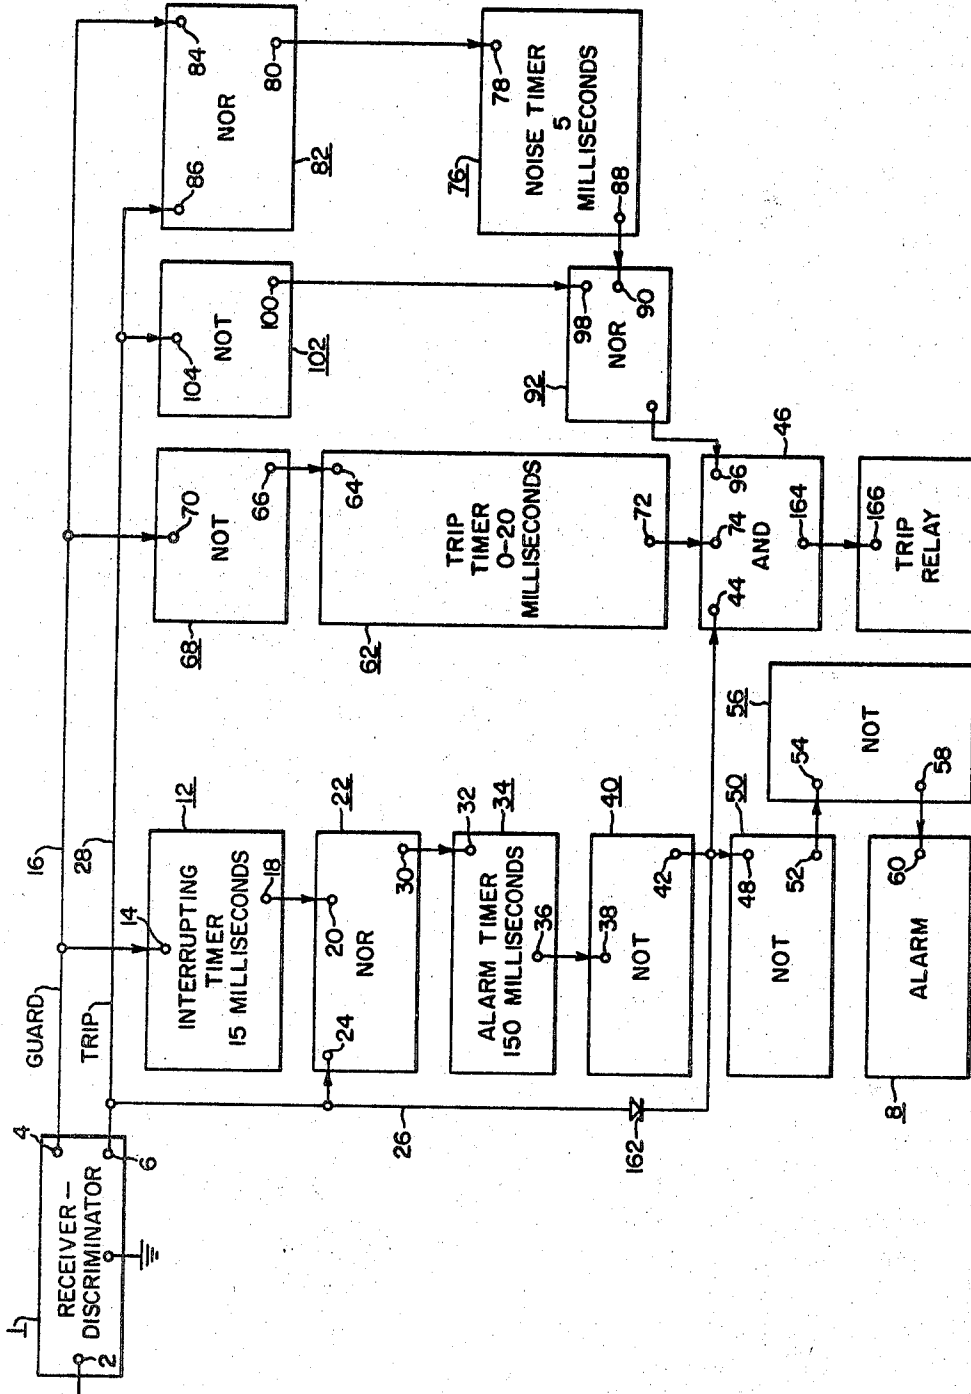 1
RECEIVER—
DISCRIMINATOR
2
4
6
GUARD
TRIP
16
28
14
INTERRUPTING
TIMER
15 MILLISECONDS
12
18
20
NOR
22
24
30
26
32
ALARM TIMER
150 MILLISECONDS
34
36
38
NOT
40
42
162
48
NOT
50
52
54
NOT
56
58
60
ALARM
8
70
NOT
66
68
64
TRIP
TIMER
0-20
MILLISECONDS
62
72
44
74
96
AND
46
164
166
TRIP
RELAY
104
NOT
100
102
86
84
NOR
80
82
78
NOISE TIMER
5
MILLISECONDS
76
88
98
90
NOR
92